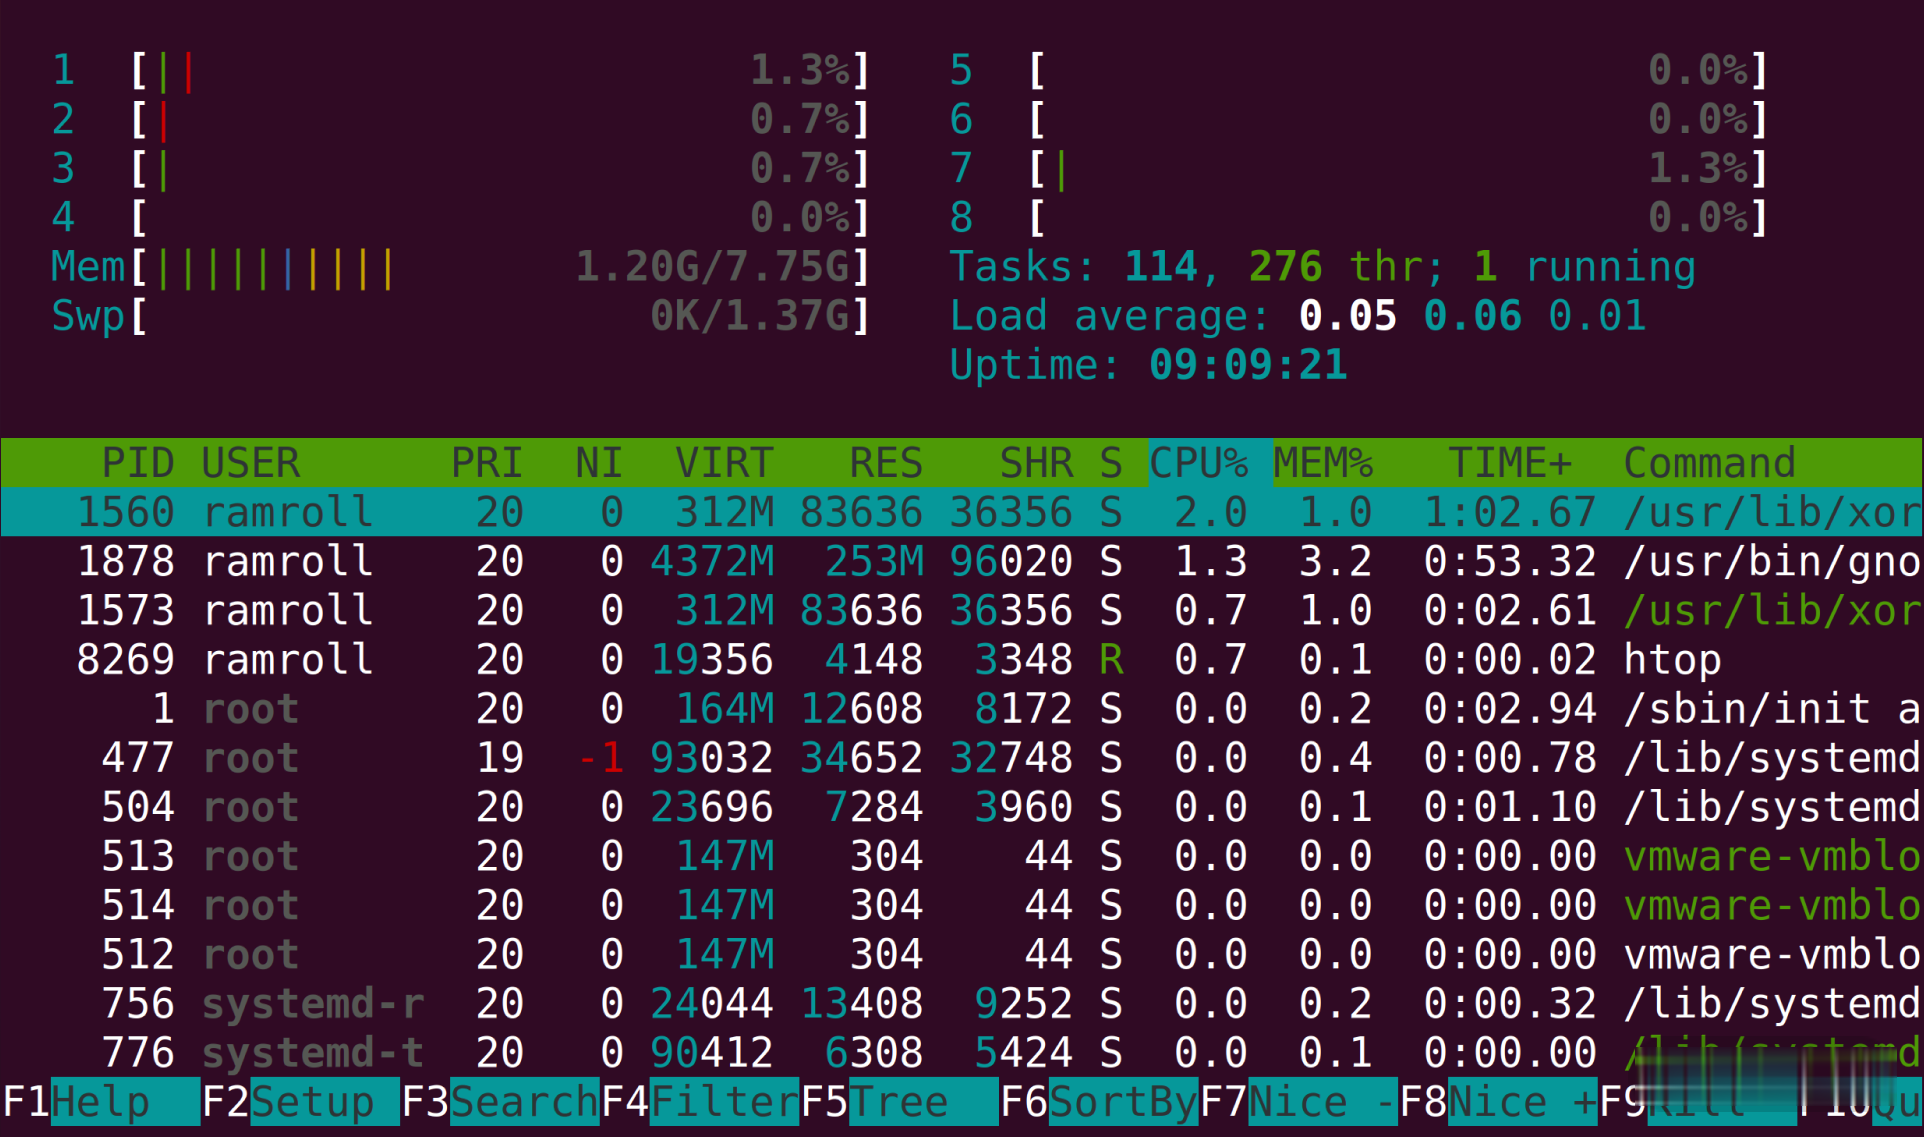 1 [|| 1.3%] 5 [ 0.0%]
2 [| 0.7%] 6 [ 0.0%]
3 [| 0.7%] 7 [| 1.3%]
4 [ 0.0%] 8 [ 0.0%]
Mem[|||||||||| 1.20G/7.75G] Tasks: 114, 276 thr; 1 running
Swp[ 0K/1.37G] Load average: 0.05 0.06 0.01
Uptime: 09:09:21
PID USER PRI NI VIRT RES SHR S CPU% MEM% TIME+ Command
1560 ramroll 20 0 312M 83636 36356 S 2.0 1.0 1:02.67 /usr/lib/xor
1878 ramroll 20 0 4372M 253M 96020 S 1.3 3.2 0:53.32 /usr/bin/gno
1573 ramroll 20 0 312M 83636 36356 S 0.7 1.0 0:02.61 /usr/lib/xor
8269 ramroll 20 0 19356 4148 3348 R 0.7 0.1 0:00.02 htop
1 root 20 0 164M 12608 8172 S 0.0 0.2 0:02.94 /sbin/init a
477 root 19 -1 93032 34652 32748 S 0.0 0.4 0:00.78 /lib/systemd
504 root 20 0 23696 7284 3960 S 0.0 0.1 0:01.10 /lib/systemd
513 root 20 0 147M 304 44 S 0.0 0.0 0:00.00 vmware-vmblo
514 root 20 0 147M 304 44 S 0.0 0.0 0:00.00 vmware-vmblo
512 root 20 0 147M 304 44 S 0.0 0.0 0:00.00 vmware-vmblo
756 systemd-r 20 0 24044 13408 9252 S 0.0 0.2 0:00.32 /lib/systemd
776 systemd-t 20 0 90412 6308 5424 S 0.0 0.1 0:00.00 /lib/systemd
F1Help F2Setup F3SearchF4FilterF5Tree F6SortByF7Nice -F8Nice +F9Kill F10Qu